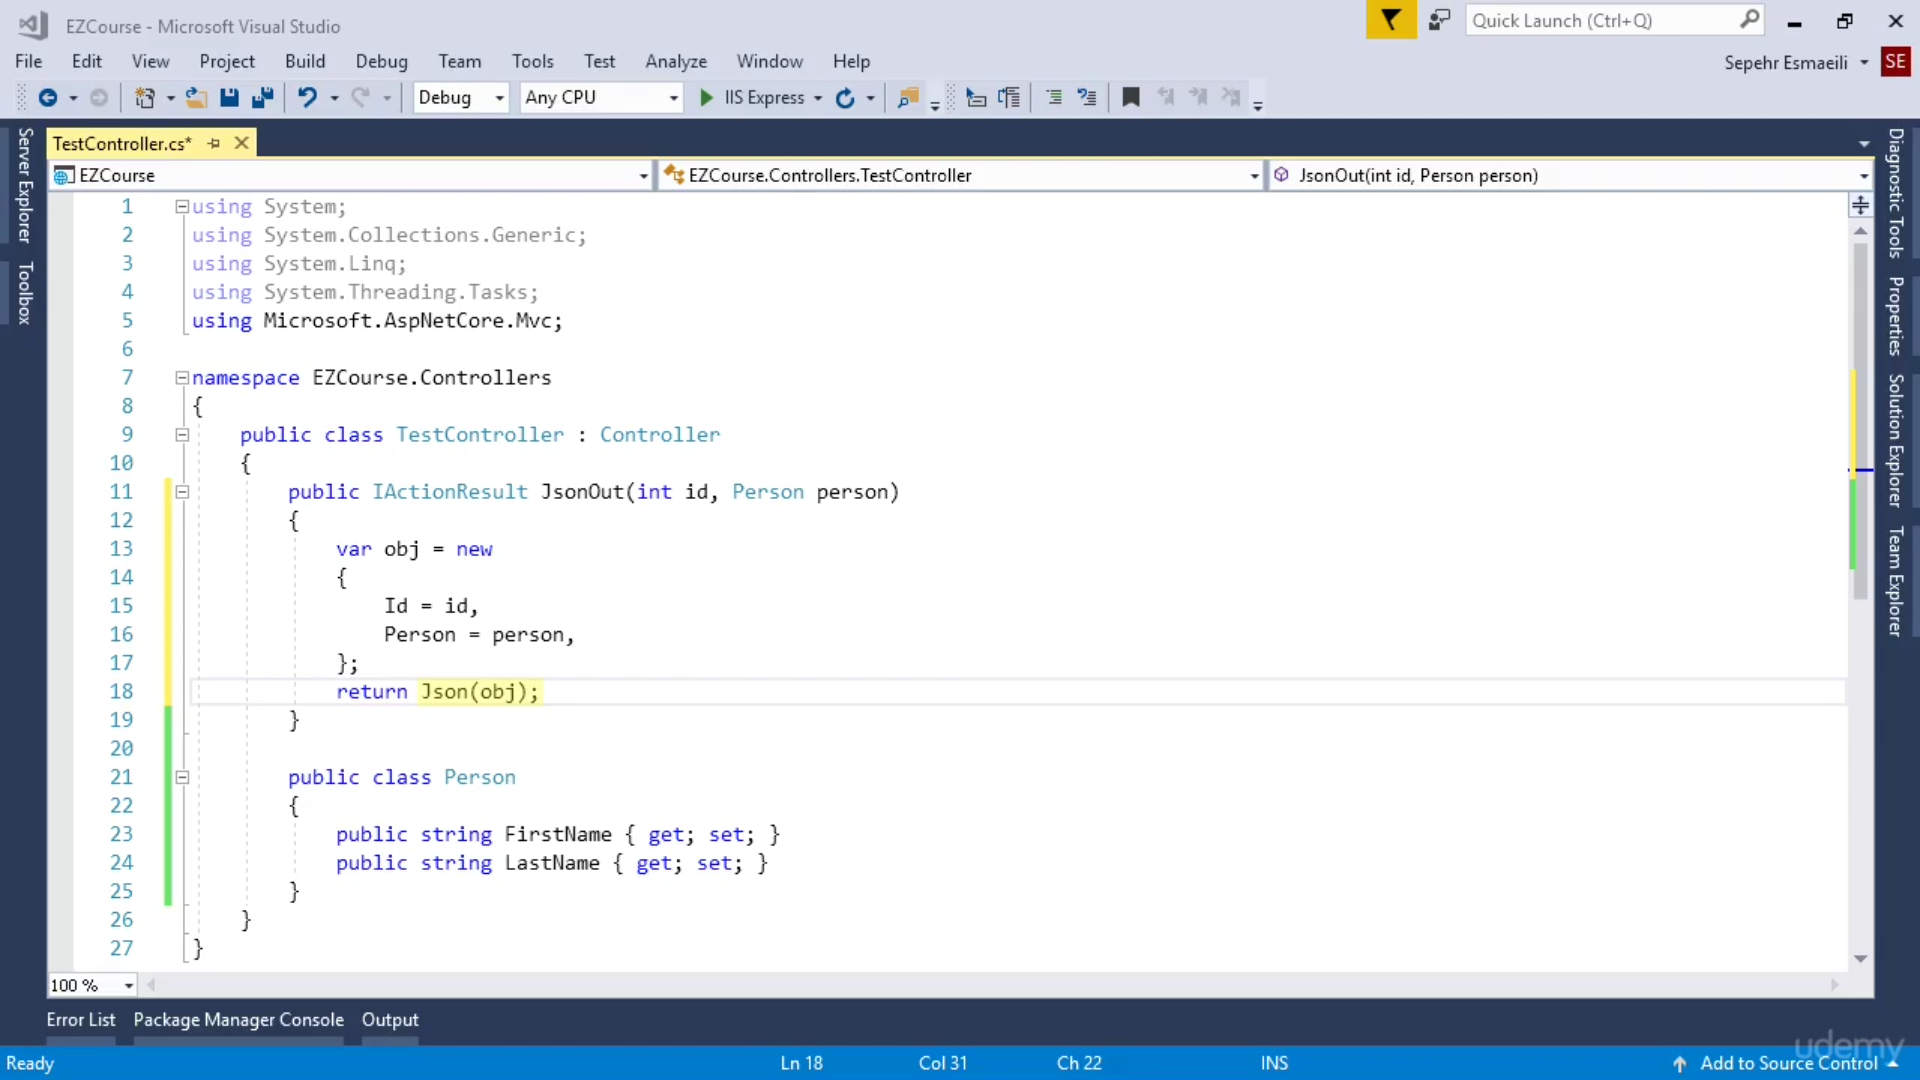 EZCourse - Microsoft Visual Studio
Quick Launch (Ctrl+Q)
File Edit View Project Build Debug Team Tools Test Analyze Window Help
Sepehr Esmaeili SE
Debug Any CPU IIS Express
Server Explorer
Toolbox
TestController.cs*
EZCourse EZCourse.Controllers.TestController JsonOut(int id, Person person)
1 using System;
2 using System.Collections.Generic;
3 using System.Linq;
4 using System.Threading.Tasks;
5 using Microsoft.AspNetCore.Mvc;
6
7 namespace EZCourse.Controllers
8 {
9 public class TestController : Controller
10 {
11 public IActionResult JsonOut(int id, Person person)
12 {
13 var obj = new
14 {
15 Id = id,
16 Person = person,
17 };
18 return Json(obj);
19 }
20
21 public class Person
22 {
23 public string FirstName { get; set; }
24 public string LastName { get; set; }
25 }
26 }
27 }
Diagnostic Tools
Properties
Solution Explorer
Team Explorer
100 %
Error List Package Manager Console Output
udemy
Ready Ln 18 Col 31 Ch 22 INS Add to Source Control